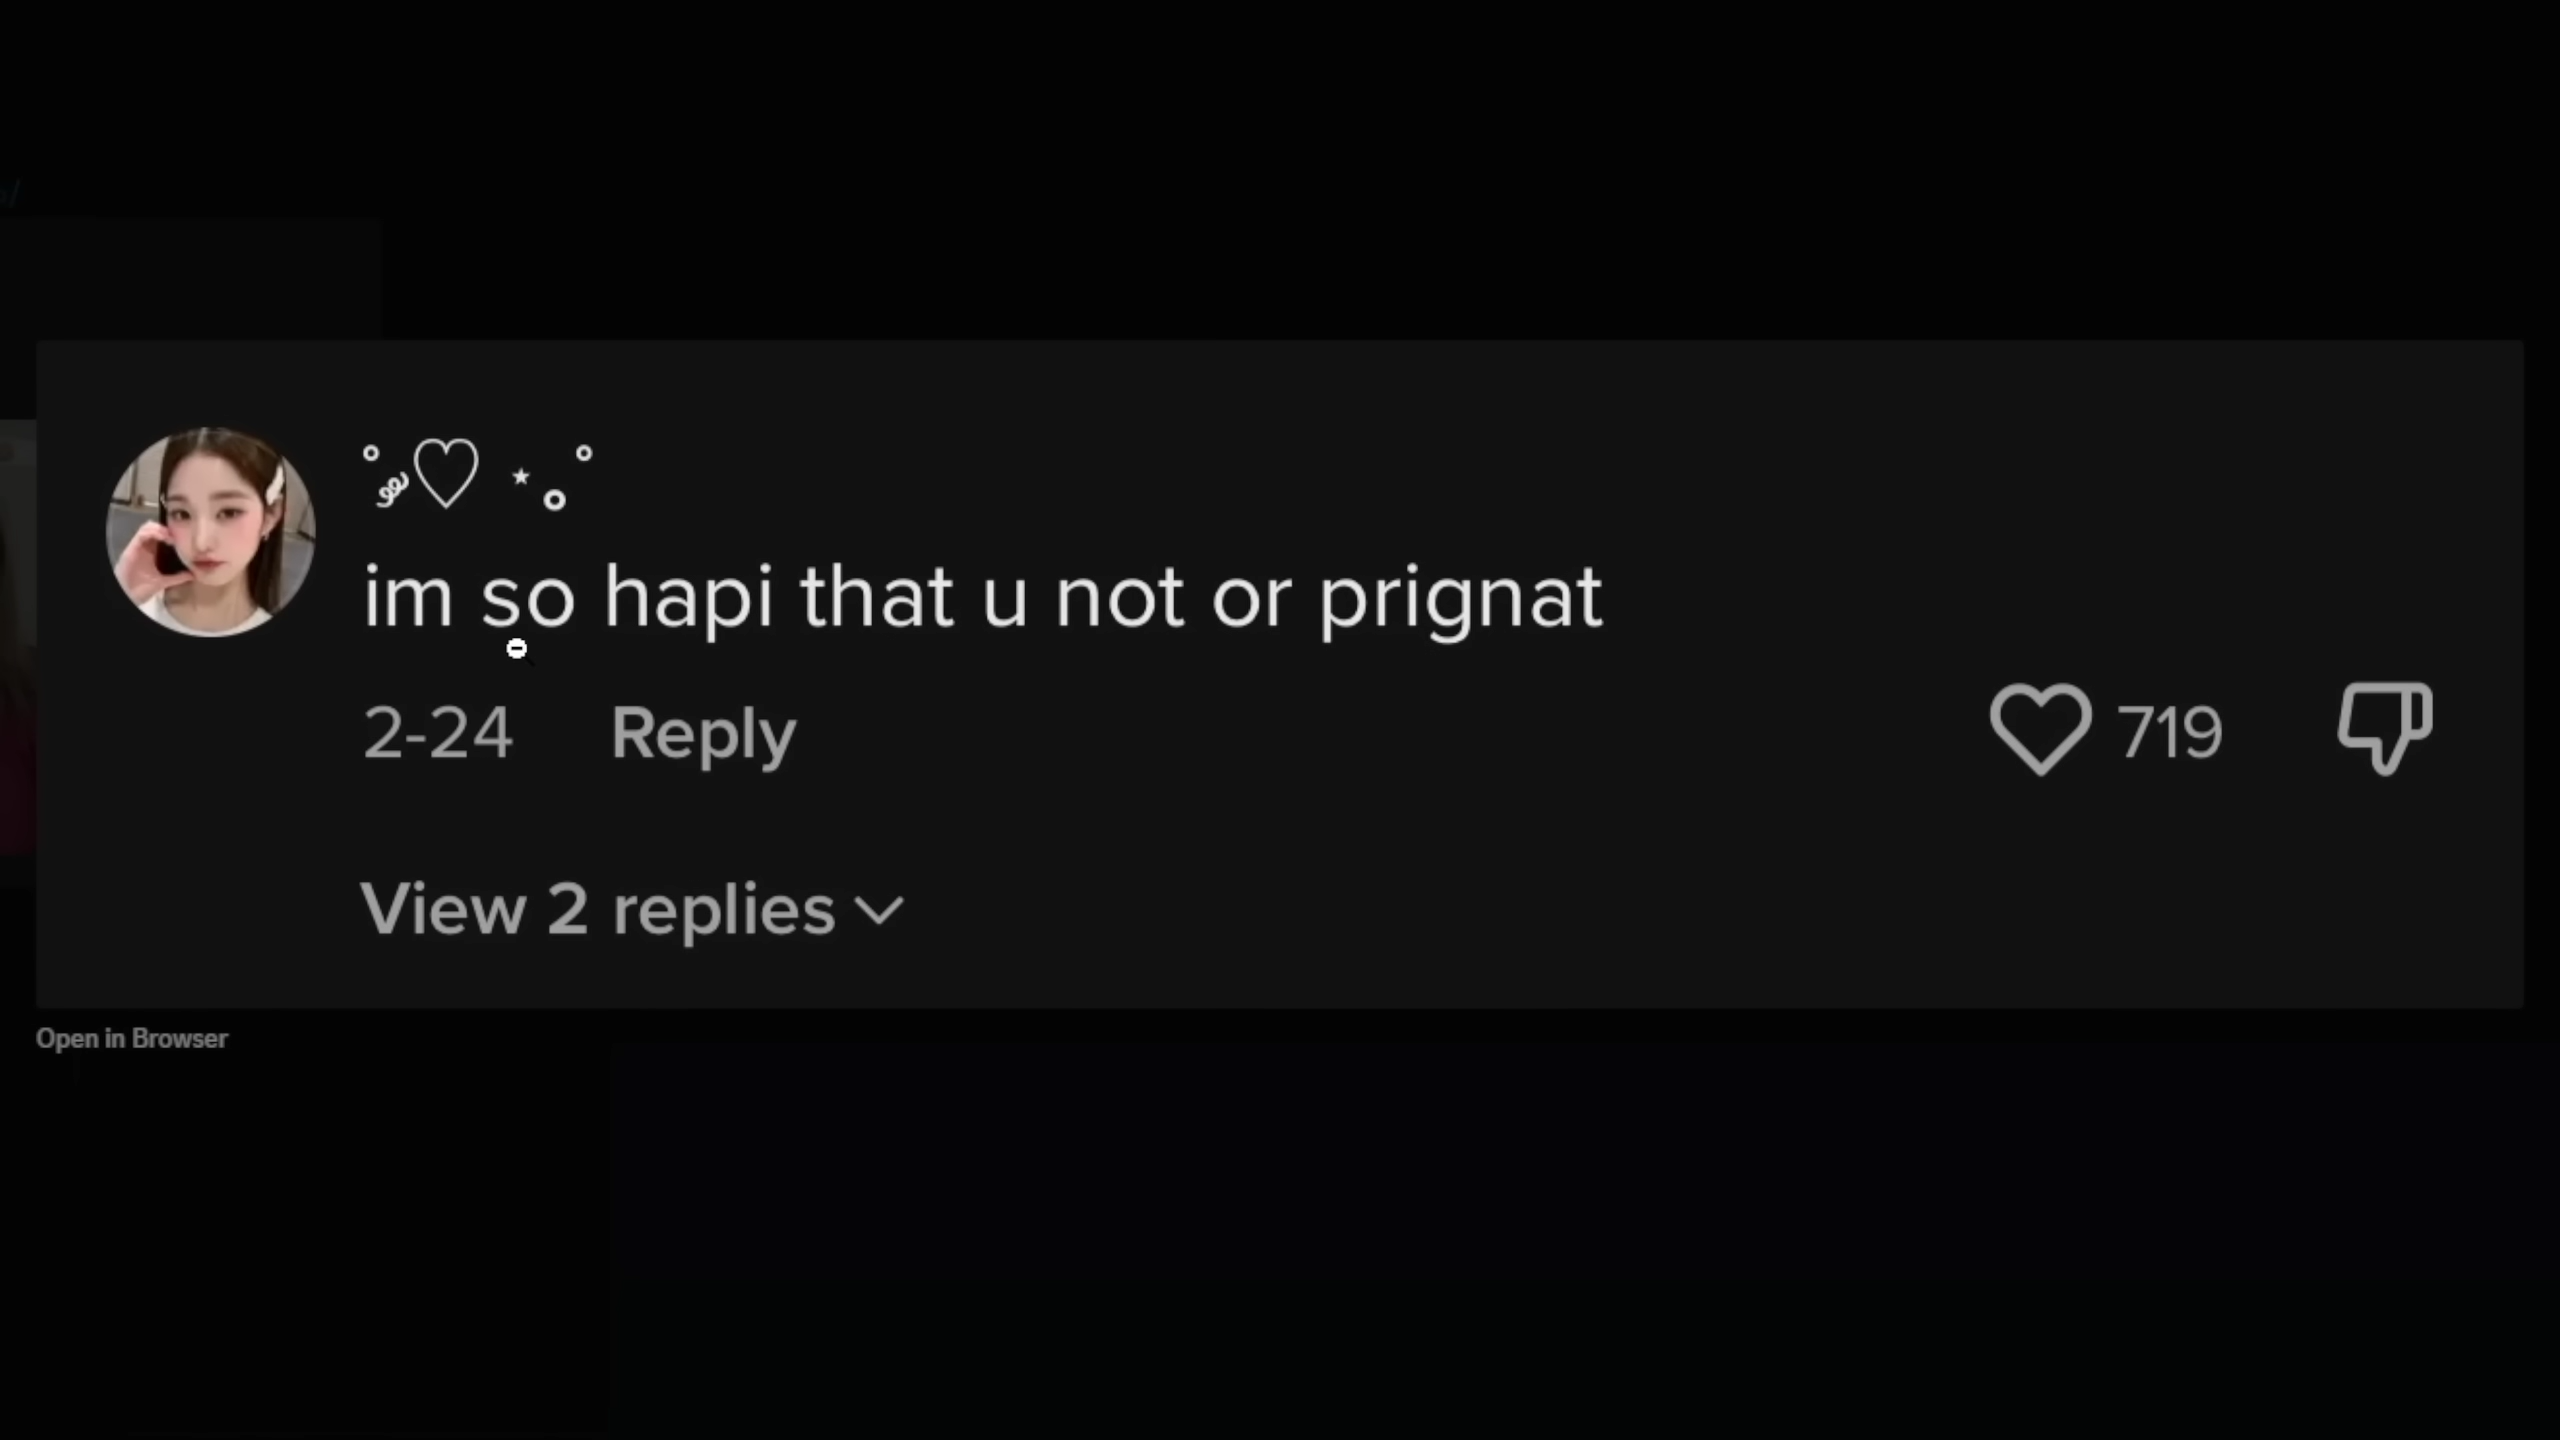 °ೃ♡ ⋆｡˚
im so hapi that u not or prignat
2-24 Reply 719
View 2 replies
Open in Browser